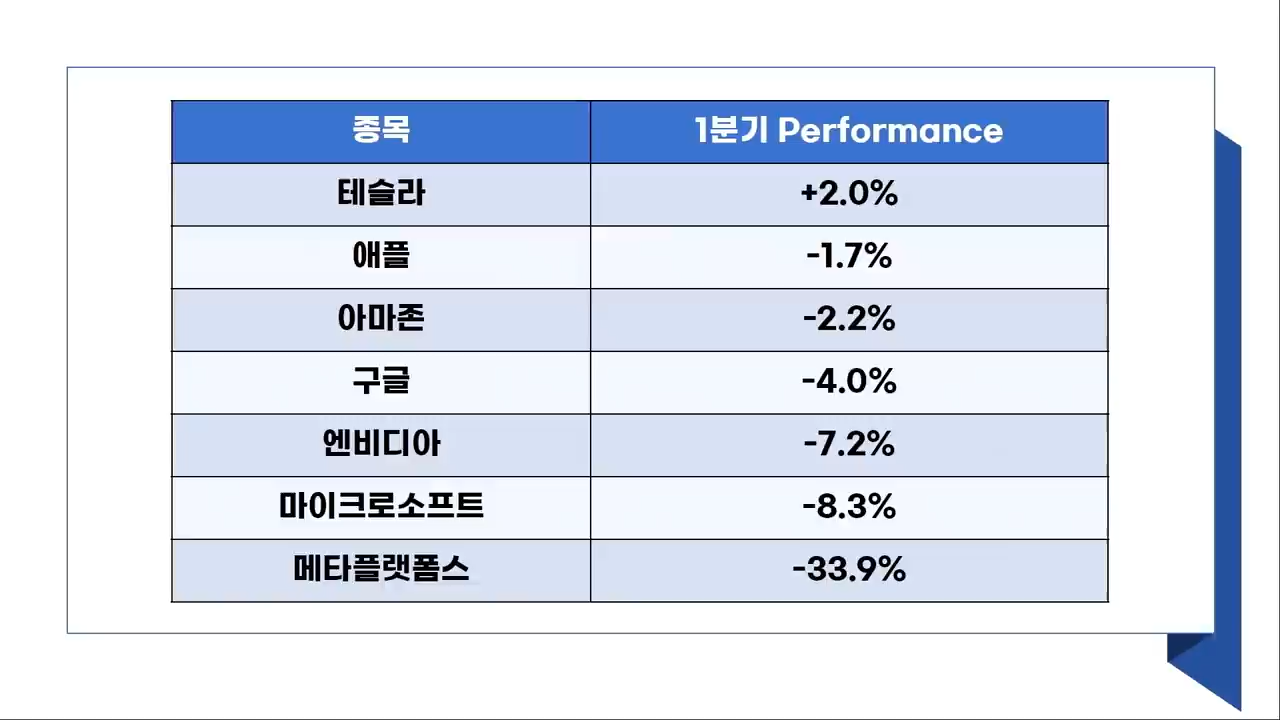 종목 1분기 Performance
테슬라 +2.0%
애플 -1.7%
아마존 -2.2%
구글 -4.0%
엔비디아 -7.2%
마이크로소프트 -8.3%
메타플랫폼스 -33.9%